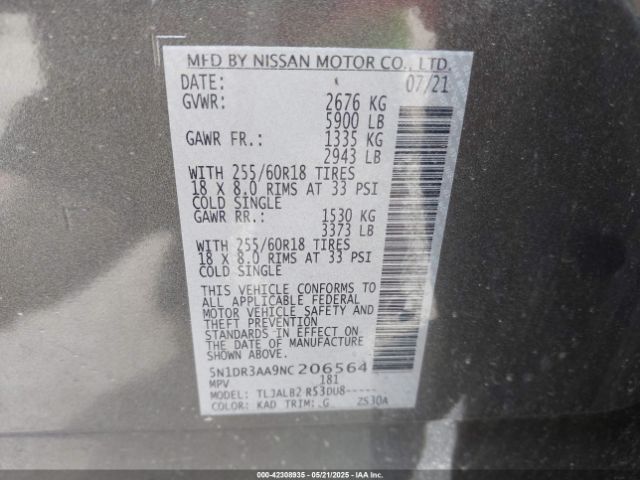 MFD BY NISSAN MOTOR CO., LTD.
DATE: 07/21
GVWR: 2676 KG
5900 LB
GAWR FR.: 1335 KG
2943 LB
WITH 255/60R18 TIRES
18 X 8.0 RIMS AT 33 PSI
COLD SINGLE
GAWR RR.: 1530 KG
3373 LB
WITH 255/60R18 TIRES
18 X 8.0 RIMS AT 33 PSI
COLD SINGLE
THIS VEHICLE CONFORMS TO
ALL APPLICABLE FEDERAL
MOTOR VEHICLE SAFETY AND
THEFT PREVENTION
STANDARDS IN EFFECT ON
THE DATE OF MANUFACTURE
SHOWN ABOVE.
5N1DR3AA9NC206564
MPV 181
MODEL: TLJALB2 R53DU8-----
COLOR: KAD TRIM: G ZS30A
000-42308935 - 05/21/2025 - IAA Inc.